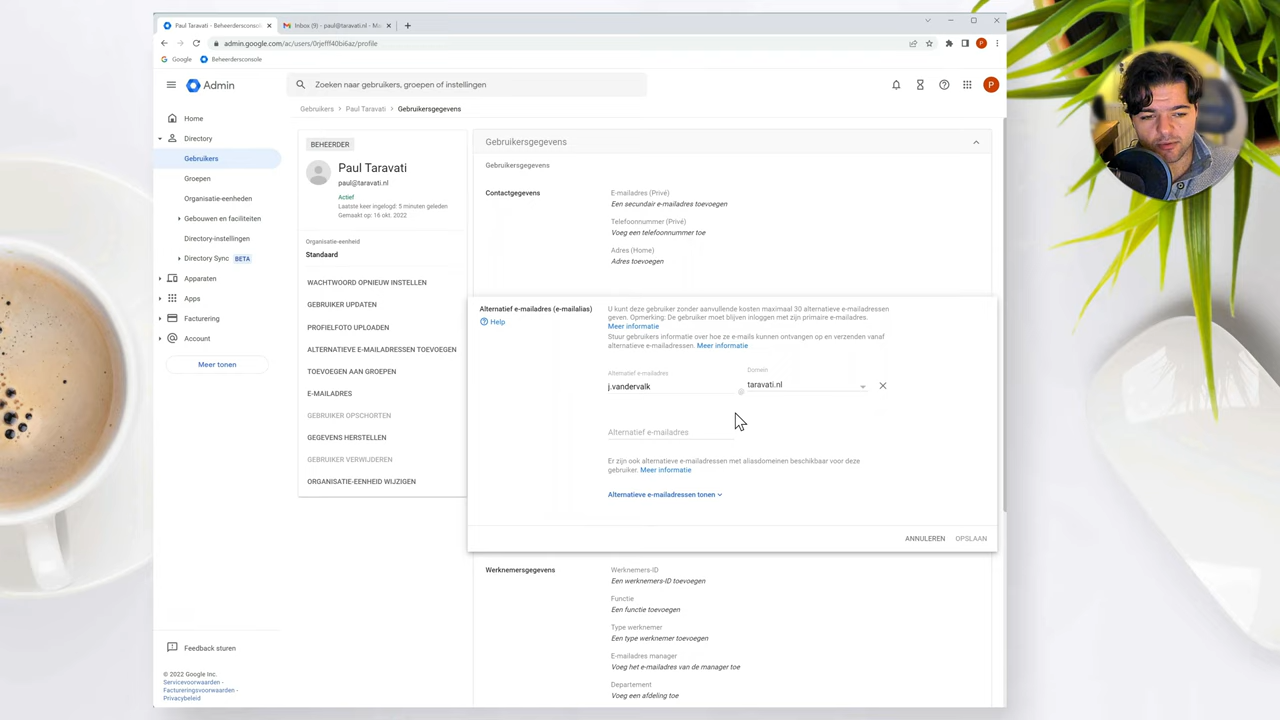 Paul Taravati - Beheerdersconsole
Inbox (9) - paul@taravati.nl - Ma
admin.google.com/ac/users/0rjefff40bi6az/profile
P
Google
Beheerdersconsole
Admin
Zoeken naar gebruikers, groepen of instellingen
P
Gebruikers
Paul Taravati
Gebruikersgegevens
Home
Directory
Gebruikers
Groepen
Organisatie-eenheden
Gebouwen en faciliteiten
Directory-instellingen
Directory Sync BETA
Apparaten
Apps
Facturering
Account
Meer tonen
Feedback sturen
© 2022 Google Inc.
Servicevoorwaarden -
Factureringsvoorwaarden -
Privacybeleid
BEHEERDER
Paul Taravati
paul@taravati.nl
Actief
Laatste keer ingelogd: 5 minuten geleden
Gemaakt op: 16 okt. 2022
Organisatie-eenheid
Standaard
WACHTWOORD OPNIEUW INSTELLEN
GEBRUIKER UPDATEN
PROFIELFOTO UPLOADEN
ALTERNATIEVE E-MAILADRESSEN TOEVOEGEN
TOEVOEGEN AAN GROEPEN
E-MAILADRES
GEBRUIKER OPSCHORTEN
GEGEVENS HERSTELLEN
GEBRUIKER VERWIJDEREN
ORGANISATIE-EENHEID WIJZIGEN
Gebruikersgegevens
Gebruikersgegevens
Contactgegevens
E-mailadres (Privé)
Een secundair e-mailadres toevoegen
Telefoonnummer (Privé)
Voeg een telefoonnummer toe
Adres (Home)
Adres toevoegen
Alternatief e-mailadres (e-mailalias)
Help
U kunt deze gebruiker zonder aanvullende kosten maximaal 30 alternatieve e-mailadressen
geven. Opmerking: De gebruiker moet blijven inloggen met zijn primaire e-mailadres.
Meer informatie
Stuur gebruikers informatie over hoe ze e-mails kunnen ontvangen op en verzenden vanaf
alternatieve e-mailadressen. Meer informatie
Alternatief e-mailadres
j.vandervalk
@
Domein
taravati.nl
Alternatief e-mailadres
Er zijn ook alternatieve e-mailadressen met aliasdomeinen beschikbaar voor deze
gebruiker. Meer informatie
Alternatieve e-mailadressen tonen
ANNULEREN
OPSLAAN
Werknemersgegevens
Werknemers-ID
Een werknemers-ID toevoegen
Functie
Een functie toevoegen
Type werknemer
Een type werknemer toevoegen
E-mailadres manager
Voeg het e-mailadres van de manager toe
Departement
Voeg een afdeling toe